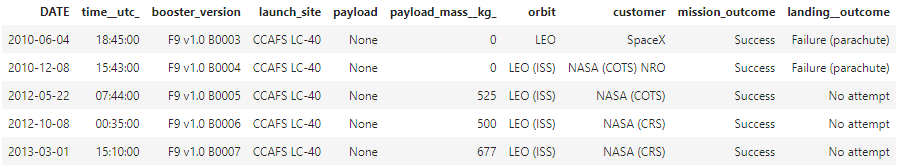 DATE time__utc_ booster_version launch_site payload payload_mass__kg_ orbit customer mission_outcome landing__outcome
2010-06-04 18:45:00 F9 v1.0 B0003 CCAFS LC-40 None 0 LEO SpaceX Success Failure (parachute)
2010-12-08 15:43:00 F9 v1.0 B0004 CCAFS LC-40 None 0 LEO (ISS) NASA (COTS) NRO Success Failure (parachute)
2012-05-22 07:44:00 F9 v1.0 B0005 CCAFS LC-40 None 525 LEO (ISS) NASA (COTS) Success No attempt
2012-10-08 00:35:00 F9 v1.0 B0006 CCAFS LC-40 None 500 LEO (ISS) NASA (CRS) Success No attempt
2013-03-01 15:10:00 F9 v1.0 B0007 CCAFS LC-40 None 677 LEO (ISS) NASA (CRS) Success No attempt